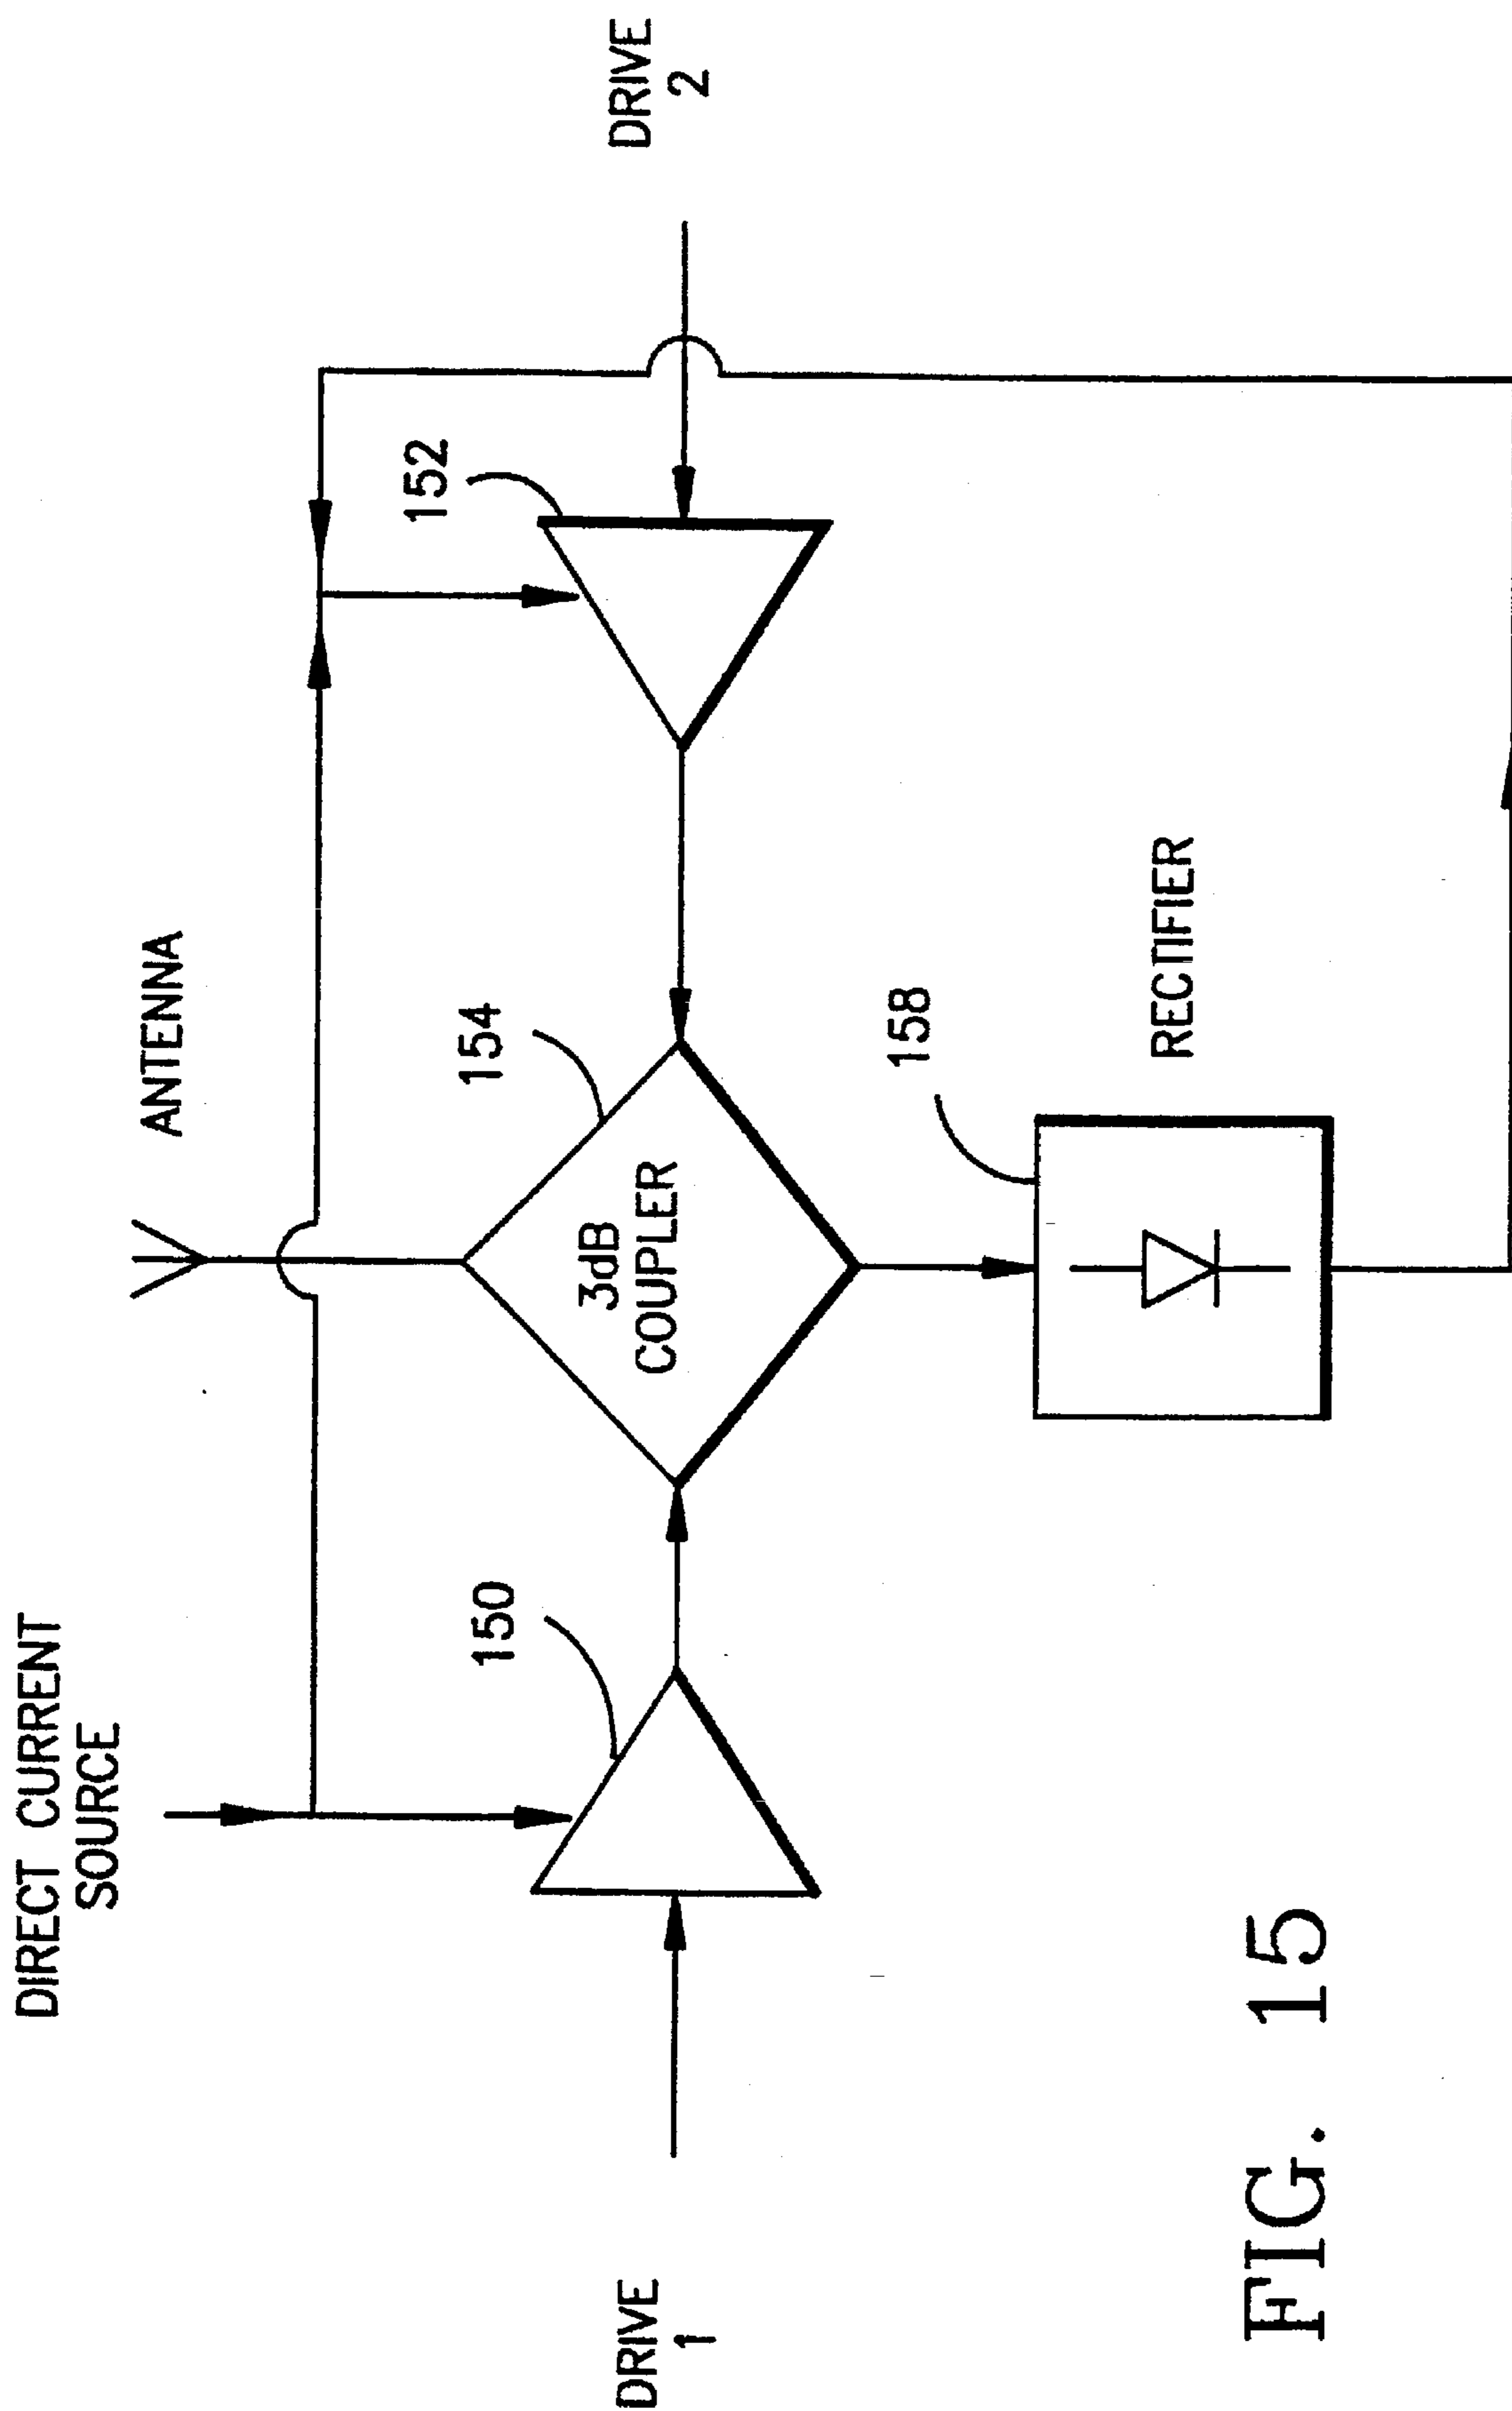 DIRECT CURRENT
SOURCE
ANTENNA
DRIVE
1
150
3dB
COUPLER
154
152
DRIVE
2
158
RECTIFIER
FIG. 15